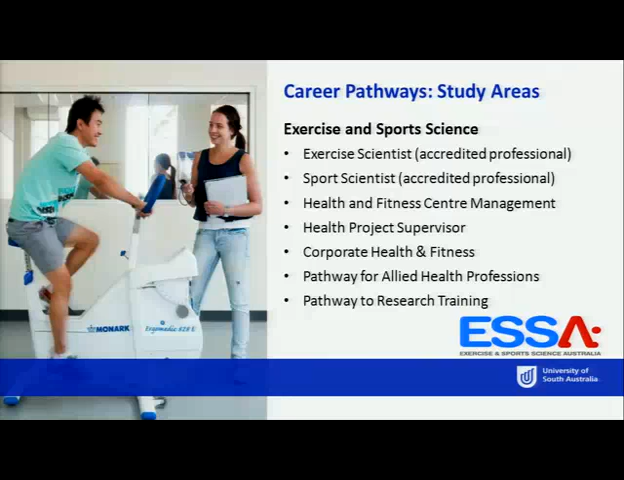 Career Pathways: Study Areas
Exercise and Sports Science
• Exercise Scientist (accredited professional)
• Sport Scientist (accredited professional)
• Health and Fitness Centre Management
• Health Project Supervisor
• Corporate Health & Fitness
• Pathway for Allied Health Professions
• Pathway to Research Training
MONARK
Ergomedic 828 E
ESSA
EXERCISE & SPORTS SCIENCE AUSTRALIA
University of
South Australia